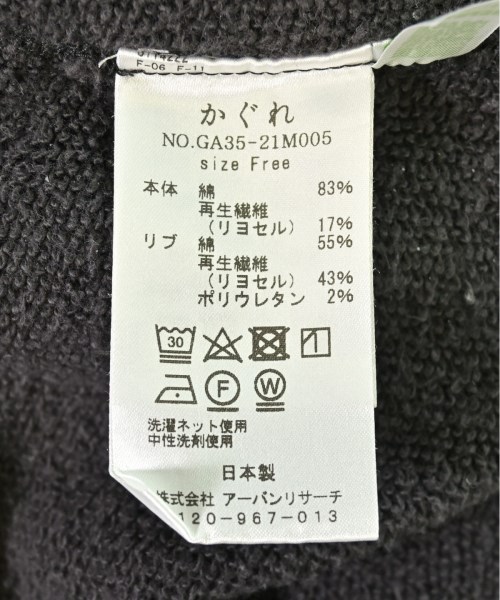 F-06 F-11
かぐれ
NO.GA35-21M005
size Free
本体 綿 83%
再生繊維
(リヨセル) 17%
リブ 綿 55%
再生繊維
(リヨセル) 43%
ポリウレタン 2%
30
F W
洗濯ネット使用
中性洗剤使用
日本製
株式会社 アーバンリサーチ
120-967-013